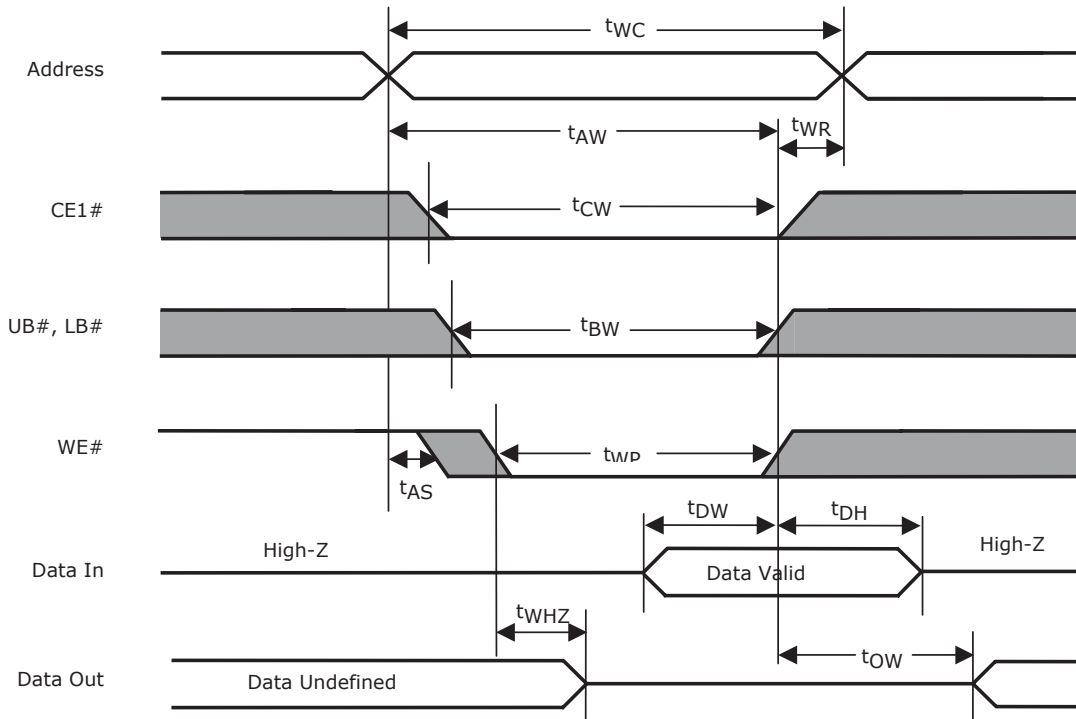 tWC
Address
tAW
tWR
CE1#
tCW
UB#, LB#
tBW
WE#
tWP
tAS
tDW
tDH
High-Z
High-Z
Data In
Data Valid
tWHZ
tOW
Data Out
Data Undefined